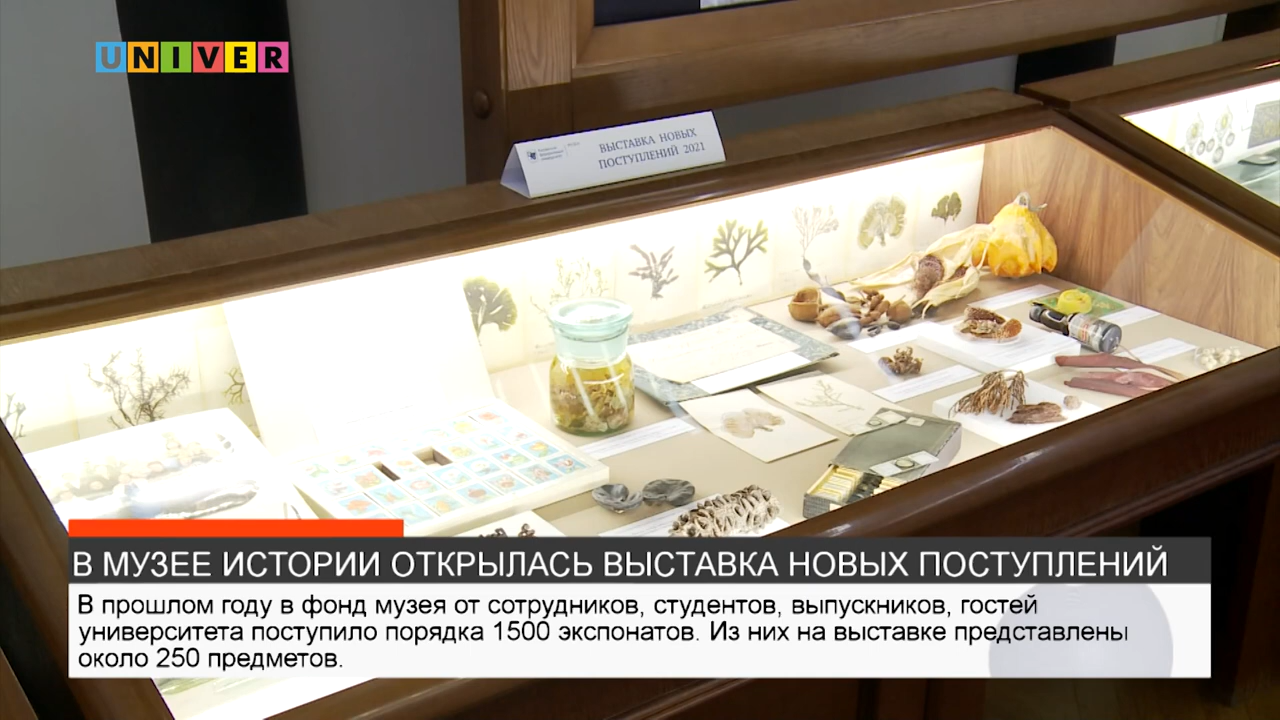 UNIVER
ВЫСТАВКА НОВЫХ
ПОСТУПЛЕНИЙ 2021
В МУЗЕЕ ИСТОРИИ ОТКРЫЛАСЬ ВЫСТАВКА НОВЫХ ПОСТУПЛЕНИЙ
В прошлом году в фонд музея от сотрудников, студентов, выпускников, гостей
университета поступило порядка 1500 экспонатов. Из них на выставке представлены
около 250 предметов.